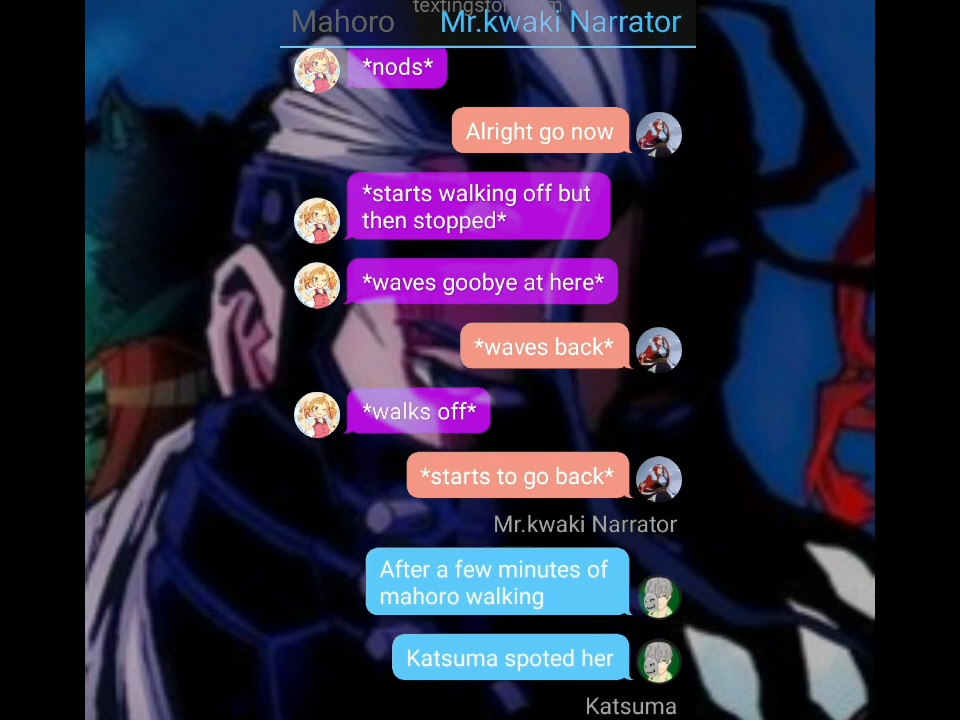 Mahoro
Mr.kwaki Narrator
*nods*
Alright go now
*starts walking off but
then stopped*
*waves goobye at here*
*waves back*
*walks off*
*starts to go back*
Mr.kwaki Narrator
After a few minutes of
mahoro walking
Katsuma spoted her
Katsuma